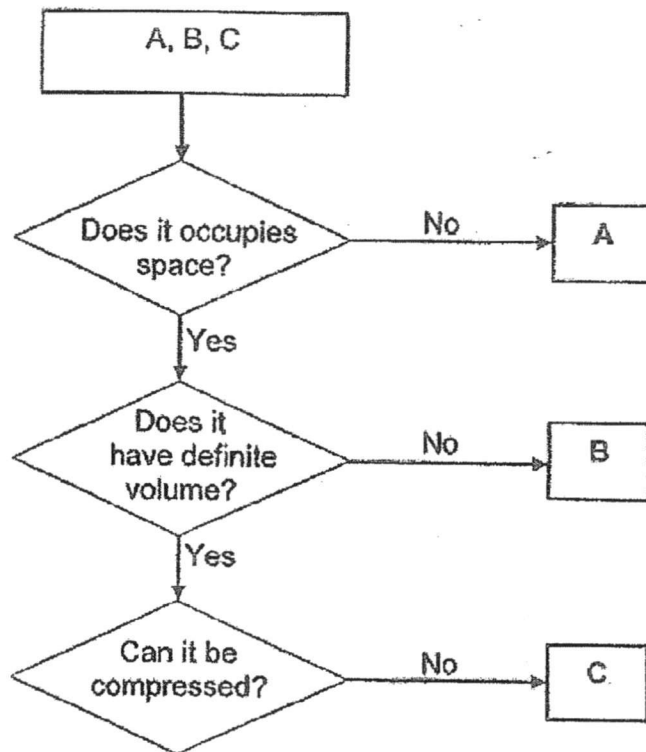 A, B, C
Does it occupies
space?
No
A
Yes
Does it
have definite
volume?
No
B
Yes
Can it be
compressed?
No
C